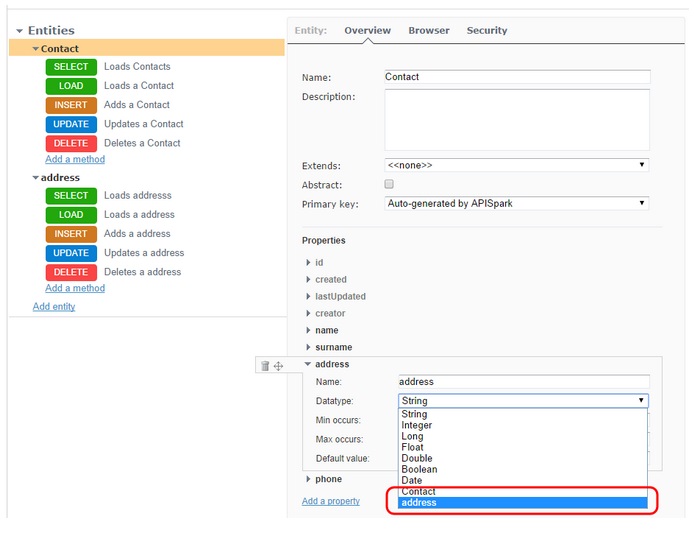 Entities
Contact
SELECT Loads Contacts
LOAD Loads a Contact
INSERT Adds a Contact
UPDATE Updates a Contact
DELETE Deletes a Contact
Add a method
address
SELECT Loads addresss
LOAD Loads a address
INSERT Adds a address
UPDATE Updates a address
DELETE Deletes a address
Add a method
Add entity
Entity: Overview Browser Security
Name: Contact
Description:
Extends: <<none>>
Abstract:
Primary key: Auto-generated by APISpark
Properties
id
created
lastUpdated
creator
name
surname
address
Name: address
Datatype: String
String
Min occurs: Integer
Long
Max occurs: Float
Double
Default value: Boolean
Date
phone
Contact
Add a property address